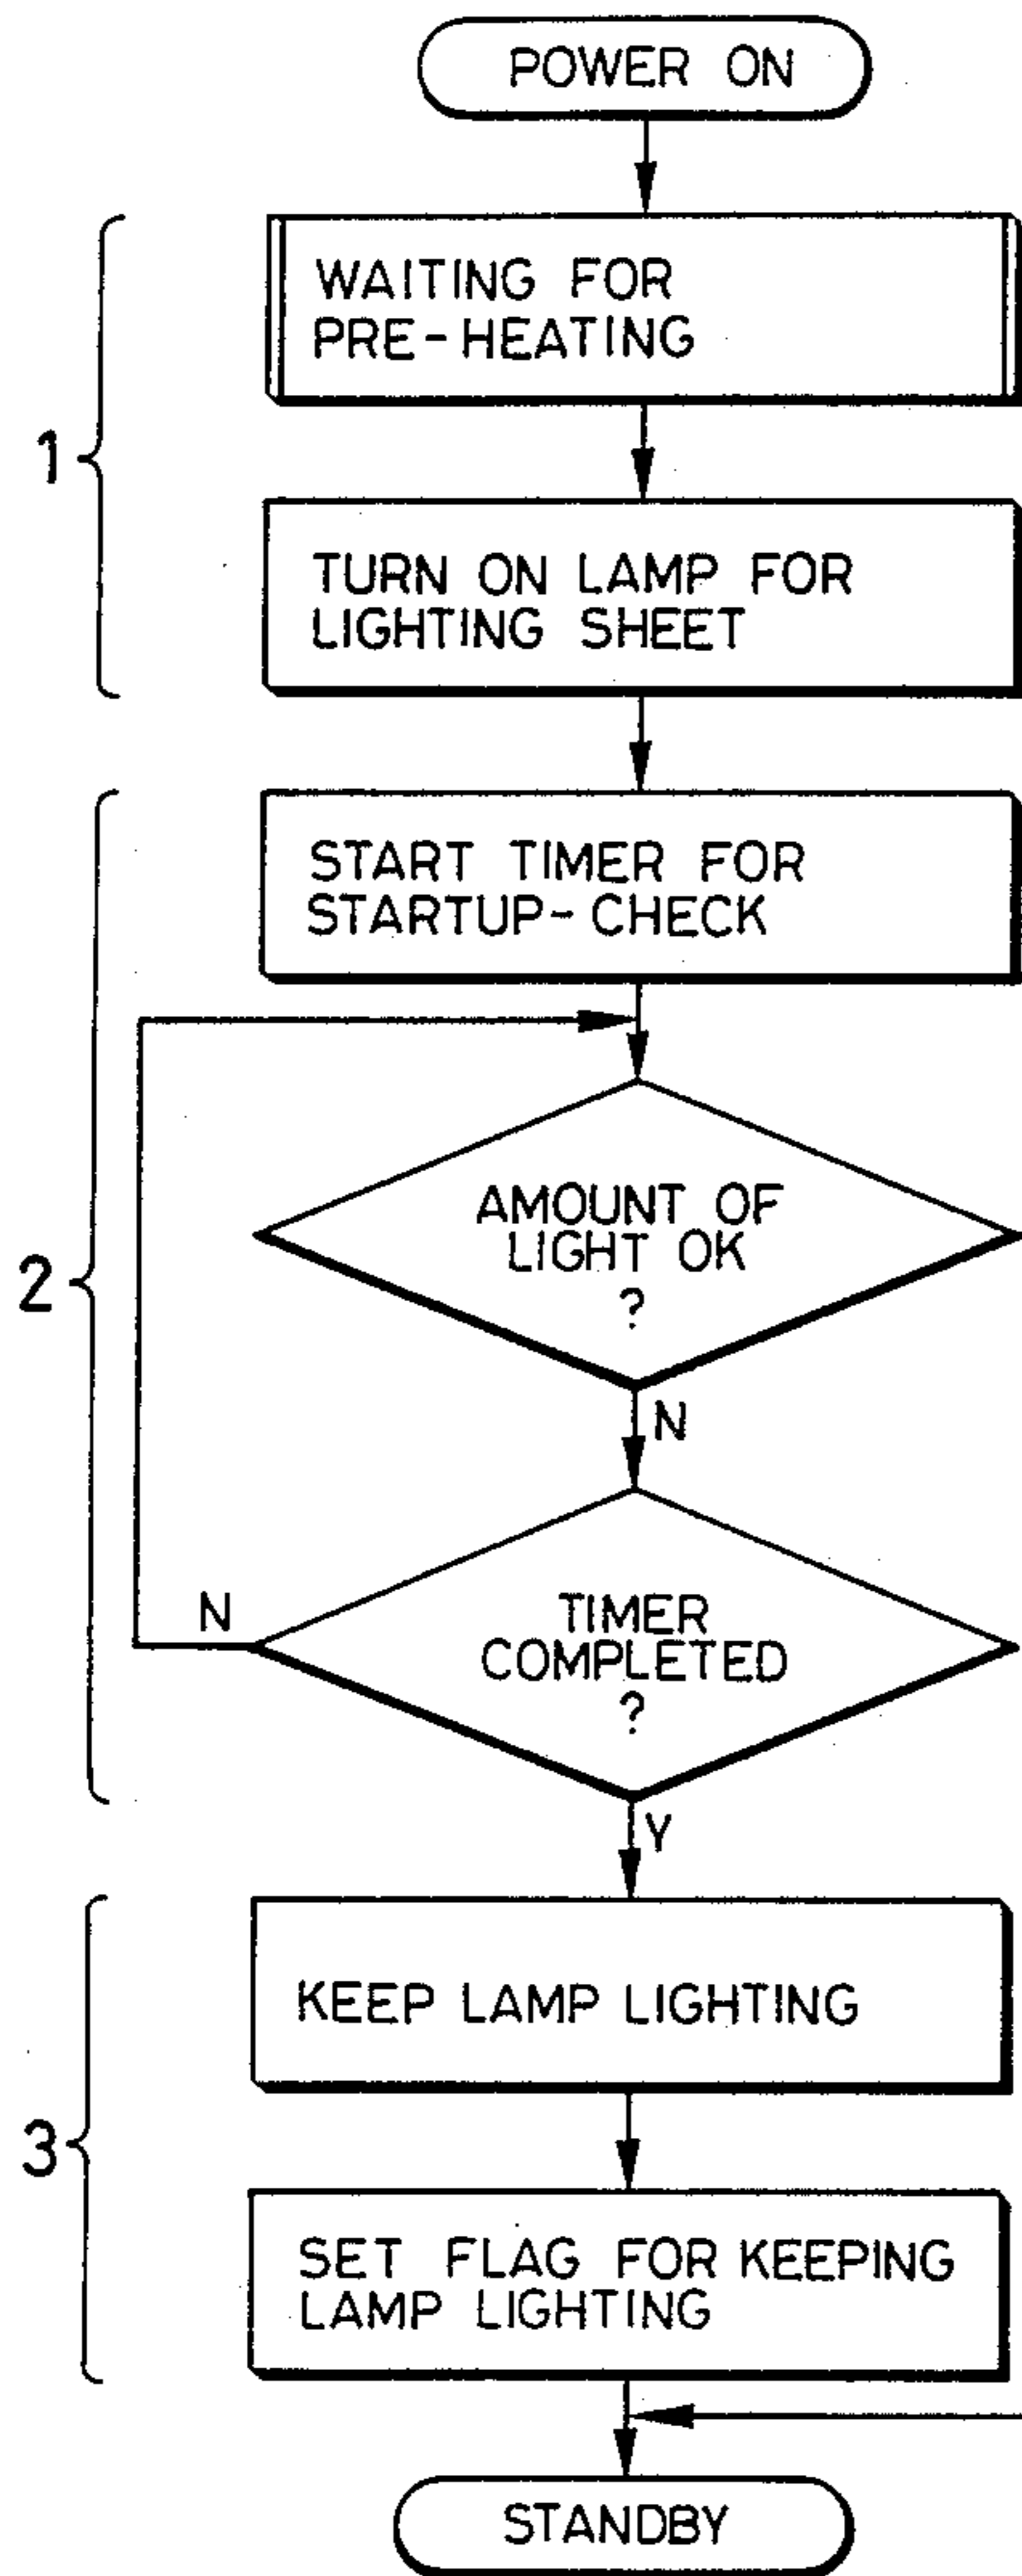 POWER ON
1
WAITING FOR
PRE-HEATING
TURN ON LAMP FOR
LIGHTING SHEET
2
START TIMER FOR
STARTUP-CHECK
AMOUNT OF
LIGHT OK
?
N
TIMER
COMPLETED
?
N
Y
3
KEEP LAMP LIGHTING
SET FLAG FOR KEEPING
LAMP LIGHTING
STANDBY